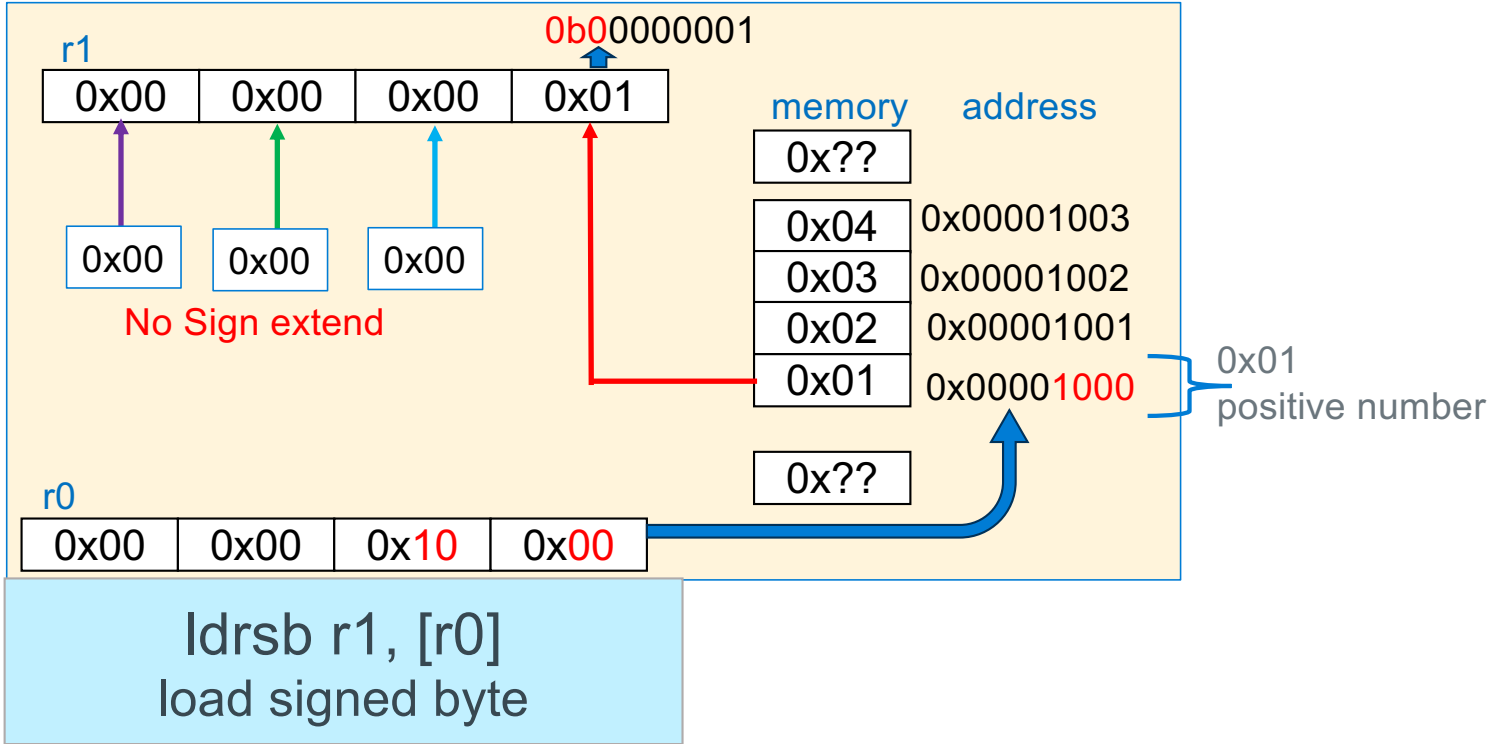 0b00000001
r1
0x00 0x00 0x00 0x01
memory address
0x??
0x04 0x00001003
0x00 0x00 0x00
0x03 0x00001002
No Sign extend
0x02 0x00001001
0x01 0x00001000
0x01
positive number
0x??
r0
0x00 0x00 0x10 0x00
ldrsb r1, [r0]
load signed byte